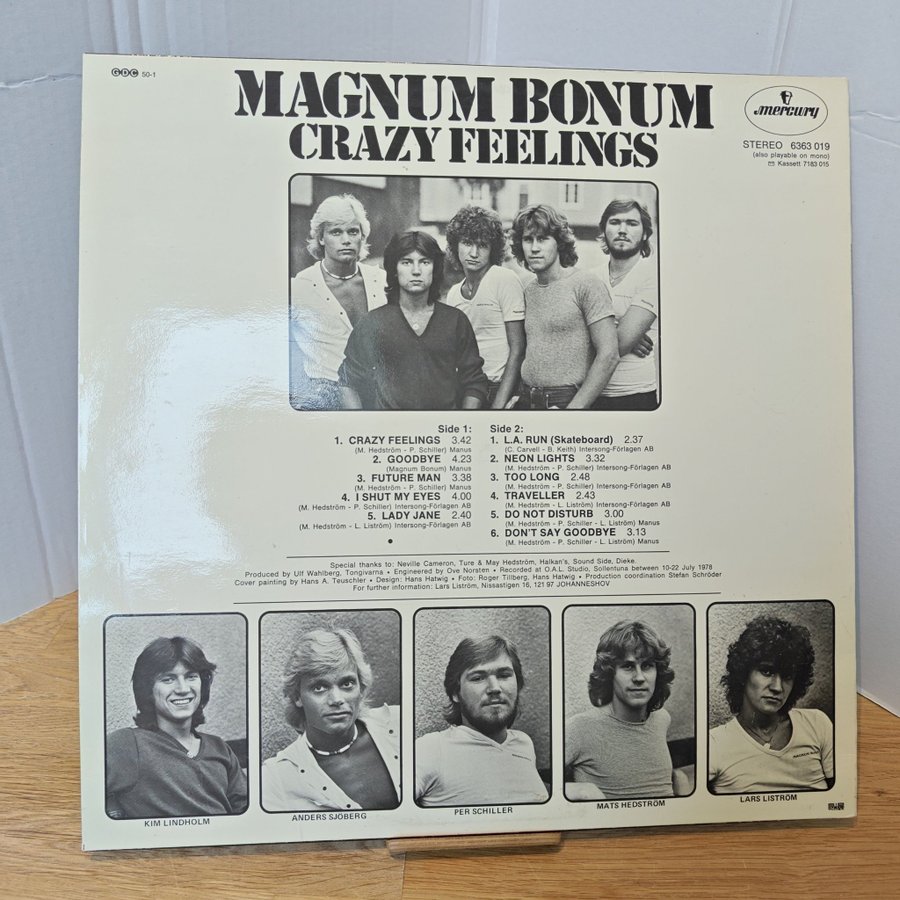 GDC 50-1
MAGNUM BONUM
CRAZY FEELINGS
mercury
STEREO 6363 019
(also playable on mono)
Kassett 7183 015
Side 1:
1. CRAZY FEELINGS 3.42
(M. Hedström - P. Schiller) Manus
2. GOODBYE 4.23
(Magnum Bonum) Manus
3. FUTURE MAN 3.38
(M. Hedström - P. Schiller) Manus
4. I SHUT MY EYES 4.00
(M. Hedström - P. Schiller) Intersong-Förlagen AB
5. LADY JANE 2.40
(M. Hedström - L. Liström) Intersong-Förlagen AB
Side 2:
1. L.A. RUN (Skateboard) 2.37
(C. Carvell - B. Keith) Intersong-Förlagen AB
2. NEON LIGHTS 3.32
(M. Hedström - P. Schiller) Intersong-Förlagen AB
3. TOO LONG 2.48
(M. Hedström - P. Schiller) Intersong-Förlagen AB
4. TRAVELLER 2.43
(M. Hedström - L. Liström) Intersong-Förlagen AB
5. DO NOT DISTURB 3.00
(M. Hedström - P. Schiller - L. Liström) Manus
6. DON'T SAY GOODBYE 3.13
(M. Hedström - P. Schiller - L. Liström) Manus
Special thanks to: Neville Cameron, Ture & May Hedström, Halkan's, Sound Side, Dieke.
Produced by Ulf Wahlberg, Tongivarna • Engineered by Ove Norsten • Recorded at O.A.L. Studio, Sollentuna between 10-22 July 1978
Cover painting by Hans A. Teuschler • Design: Hans Hatwig • Foto: Roger Tillberg, Hans Hatwig • Production coordination Stefan Schröder
For further information: Lars Liström, Nissastigen 16, 121 97 JOHANNESHOV
KIM LINDHOLM
ANDERS SJÖBERG
PER SCHILLER
MATS HEDSTRÖM
LARS LISTRÖM